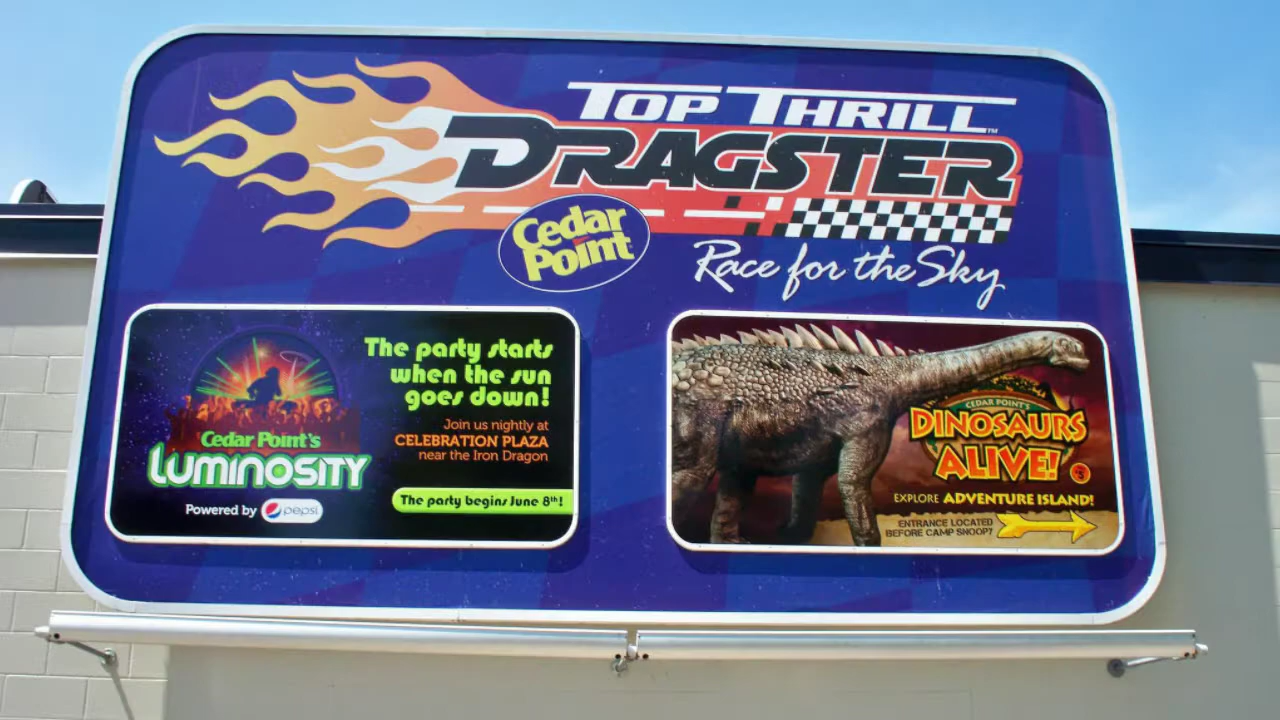 TOP THRILL
DRAGSTER
Cedar
Point
Race for the Sky
The party starts
when the sun
goes down!
Join us nightly at
CELEBRATION PLAZA
near the Iron Dragon
Cedar Point's
LUMINOSITY
Powered by pepsi
The party begins June 8th!
CEDAR POINT'S
DINOSAURS
ALIVE!
EXPLORE ADVENTURE ISLAND!
ENTRANCE LOCATED
BEFORE CAMP SNOOPY